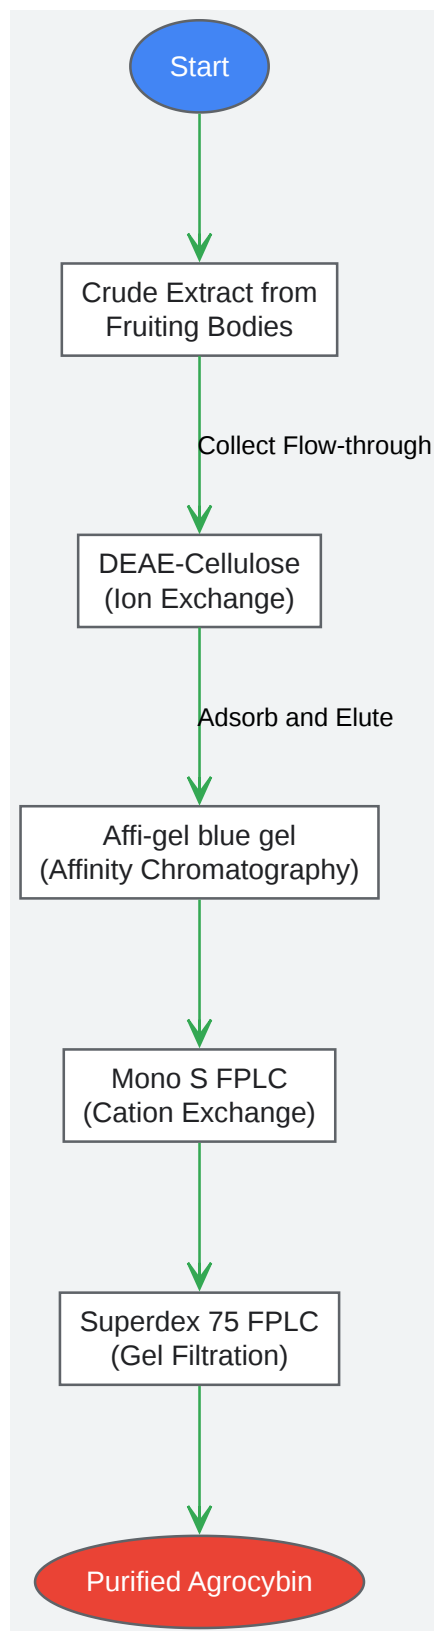 Start
Crude Extract from
Fruiting Bodies
Collect Flow-through
DEAE-Cellulose
(Ion Exchange)
Adsorb and Elute
Affi-gel blue gel
(Affinity Chromatography)
Mono S FPLC
(Cation Exchange)
Superdex 75 FPLC
(Gel Filtration)
Purified Agrocybin